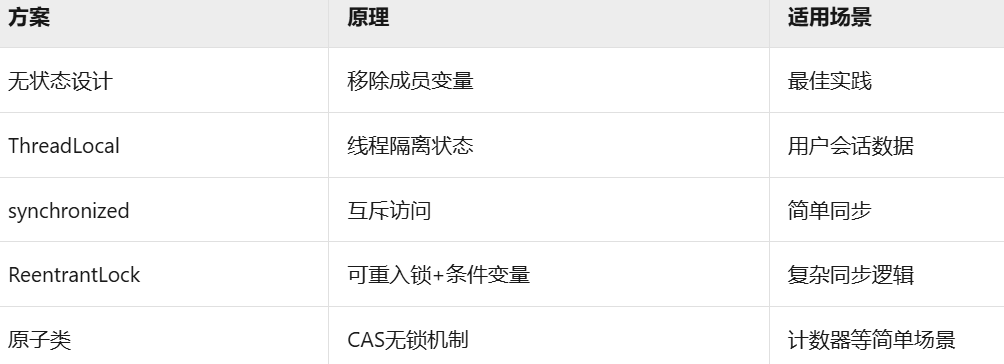 方案 原理 适用场景
无状态设计 移除成员变量 最佳实践
ThreadLocal 线程隔离状态 用户会话数据
synchronized 互斥访问 简单同步
ReentrantLock 可重入锁+条件变量 复杂同步逻辑
原子类 CAS无锁机制 计数器等简单场景